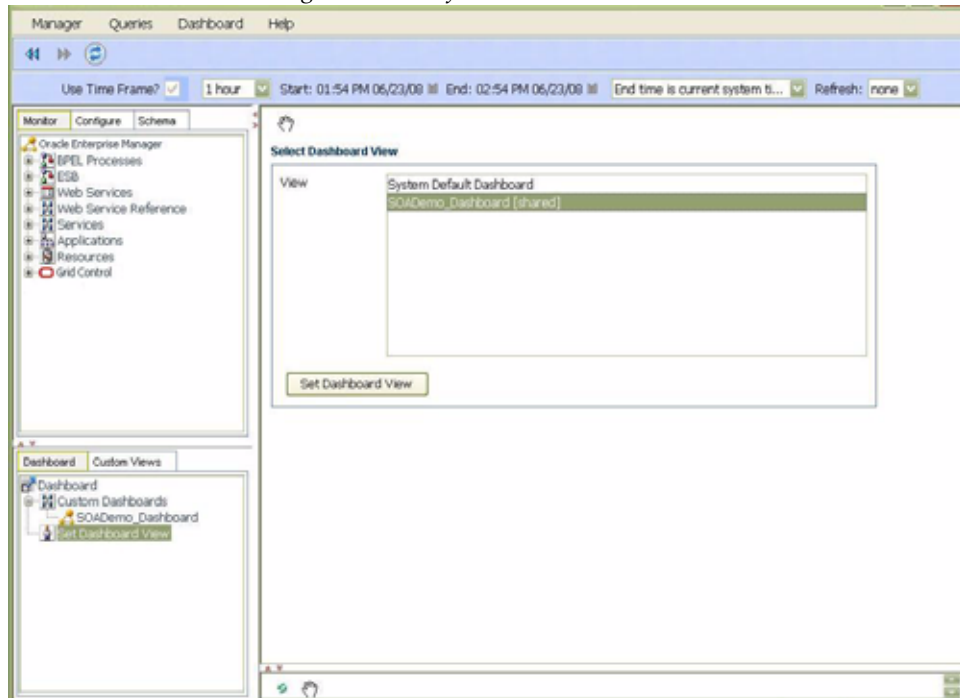 Manager Queries Dashboard Help
Use Time Frame? 1 hour Start: 01:54 PM 06/23/08 End: 02:54 PM 06/23/08 End time is current system ti... Refresh: none
Monitor Configure Schema
Oracle Enterprise Manager
BPEL Processes
ESB
Web Services
Web Service Reference
Services
Applications
Resources
Grid Control
Select Dashboard View
View
System Default Dashboard
SOADemo_Dashboard [shared]
Set Dashboard View
Dashboard Custom Views
Dashboard
Custom Dashboards
SOADemo_Dashboard
Set Dashboard View